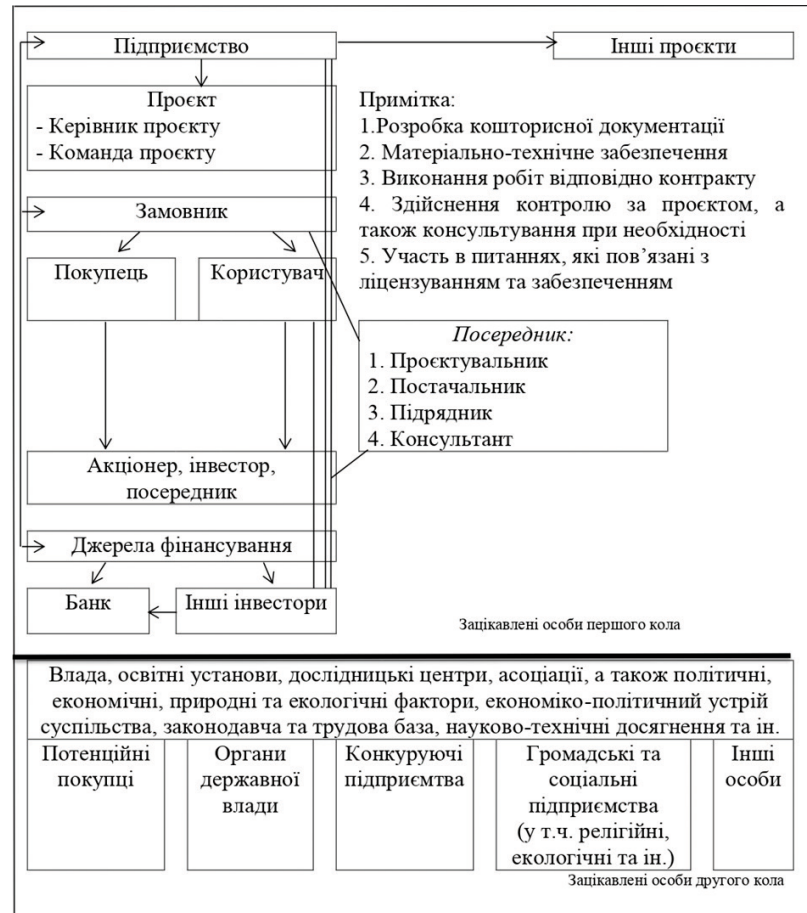 Підприємство
Інші проєкти
Проєкт
- Керівник проєкту
- Команда проєкту
Примітка:
1.Розробка кошторисної документації
2. Матеріально-технічне забезпечення
3. Виконання робіт відповідно контракту
4. Здійснення контролю за проєктом, а
також консультування при необхідності
5. Участь в питаннях, які пов’язані з
ліцензуванням та забезпеченням
Замовник
Покупець
Користувач
Посередник:
1. Проєктувальник
2. Постачальник
3. Підрядник
4. Консультант
Акціонер, інвестор,
посередник
Джерела фінансування
Банк
Інші інвестори
Зацікавлені особи першого кола
Влада, освітні установи, дослідницькі центри, асоціації, а також політичні,
економічні, природні та екологічні фактори, економіко-політичний устрій
суспільства, законодавча та трудова база, науково-технічні досягнення та ін.
Потенційні
покупці
Органи
державної
влади
Конкуруючі
підприємтва
Громадські та
соціальні
підприємства
(у т.ч. релігійні,
екологічні та ін.)
Інші
особи
Зацікавлені особи другого кола